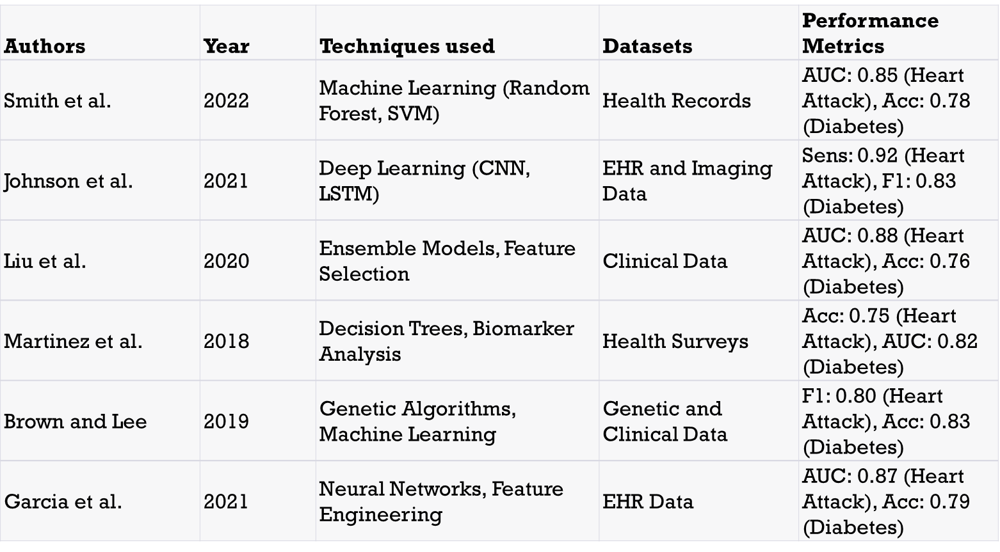 Authors
Year
Techniques used
Datasets
Performance
Metrics
Smith et al.
2022
Machine Learning (Random
Forest, SVM)
Health Records
AUC: 0.85 (Heart
Attack), Acc: 0.78
(Diabetes)
Johnson et al.
2021
Deep Learning (CNN,
LSTM)
EHR and Imaging
Data
Sens: 0.92 (Heart
Attack), F1: 0.83
(Diabetes)
Liu et al.
2020
Ensemble Models, Feature
Selection
Clinical Data
AUC: 0.88 (Heart
Attack), Acc: 0.76
(Diabetes)
Martinez et al.
2018
Decision Trees, Biomarker
Analysis
Health Surveys
Acc: 0.75 (Heart
Attack), AUC: 0.82
(Diabetes)
Brown and Lee
2019
Genetic Algorithms,
Machine Learning
Genetic and
Clinical Data
F1: 0.80 (Heart
Attack), Acc: 0.83
(Diabetes)
Garcia et al.
2021
Neural Networks, Feature
Engineering
EHR Data
AUC: 0.87 (Heart
Attack), Acc: 0.79
(Diabetes)